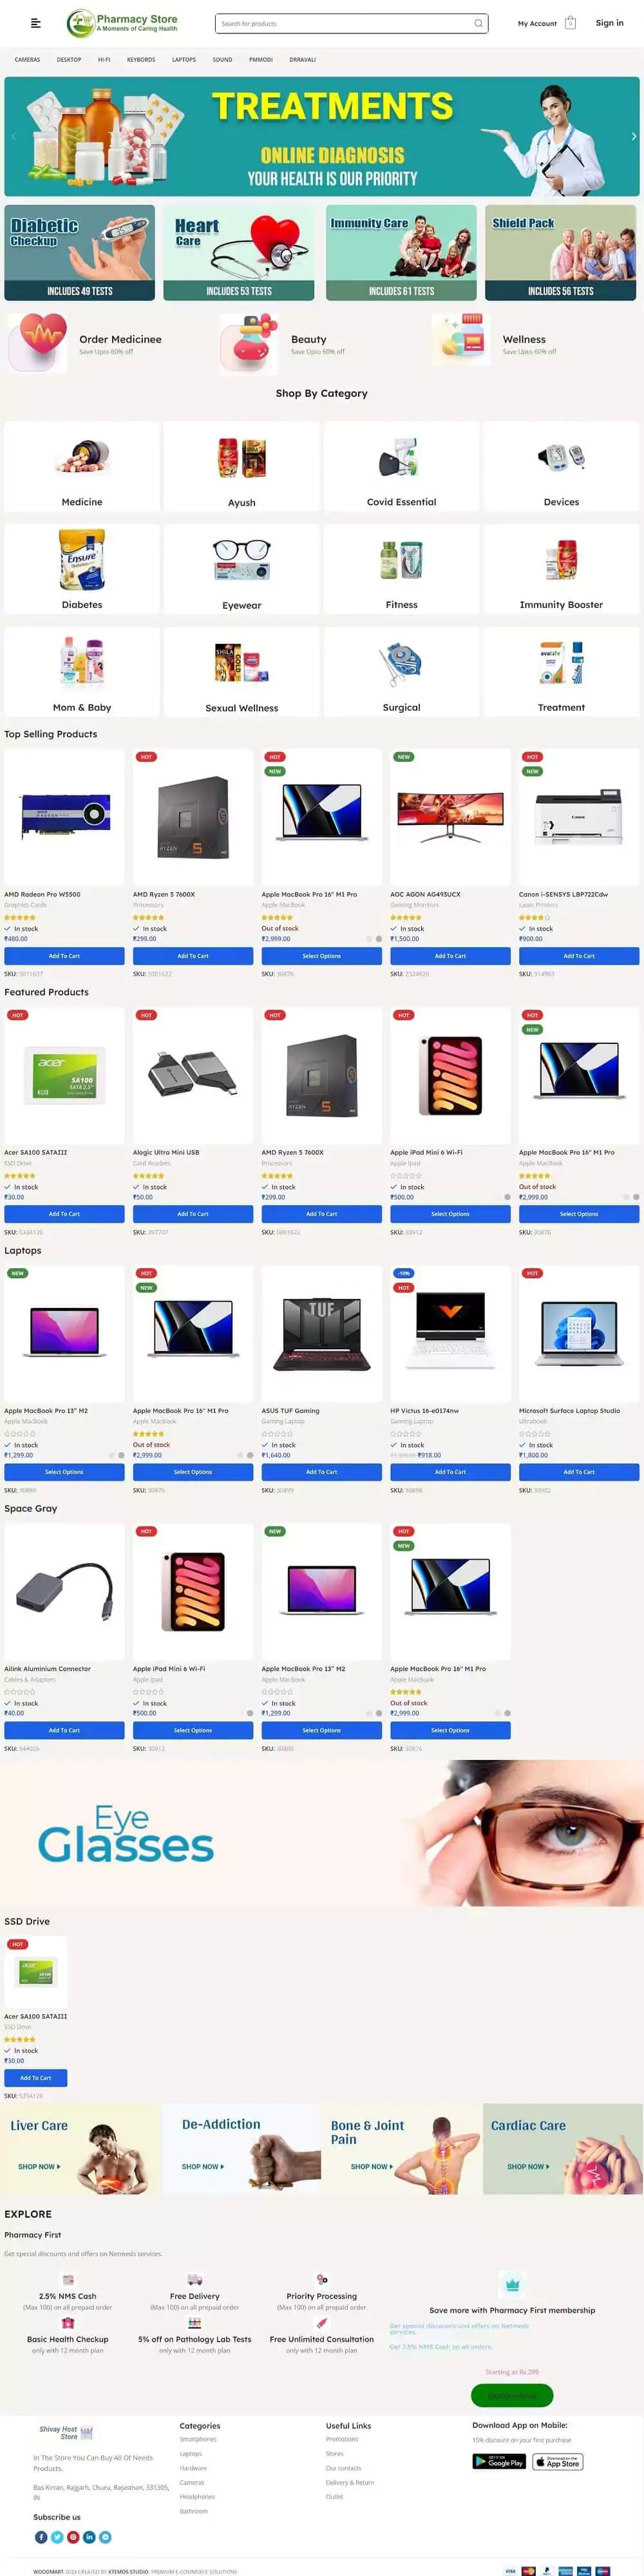 Pharmacy Store
A Moments of Caring Health
Search for products
My Account
0
Sign in
CAMERAS DESKTOP HI-FI KEYBORDS LAPTOPS SOUND PMMODI DRRAVALI
TREATMENTS
ONLINE DIAGNOSIS
YOUR HEALTH IS OUR PRIORITY
Diabetic
Checkup
INCLUDES 49 TESTS
Heart
Care
INCLUDES 53 TESTS
Immunity Care
INCLUDES 61 TESTS
Shield Pack
INCLUDES 56 TESTS
Order Medicinee
Save Upto 60% off
Beauty
Save Upto 60% off
Wellness
Save Upto 60% off
Shop By Category
Medicine
Ayush
Covid Essential
Devices
Ensure
Diabetes
Eyewear
Fitness
Immunity Booster
Mom & Baby
SHILA
GOLD
Sexual Wellness
Surgical
Treatment
Top Selling Products
AMD Radeon Pro W5500
Graphics Cards
In stock
₹480.00
Add To Cart
SKU: 5011637
HOT
RYZEN 5
AMD Ryzen 5 7600X
Processors
In stock
₹299.00
Add To Cart
SKU: 5001622
HOT
NEW
Apple MacBook Pro 16" M1 Pro
Apple MacBook
Out of stock
₹2,999.00
Select Options
SKU: 30876
NEW
AOC AGON AG493UCX
Gaming Monitors
In stock
₹1,500.00
Add To Cart
SKU: 2324626
HOT
NEW
Canon
Canon i-SENSYS LBP722Cdw
Laser Printers
In stock
₹900.00
Add To Cart
SKU: 314963
Featured Products
HOT
acer
SA100
SATA 2.5"
Acer SA100 SATAIII
SSD Drive
In stock
₹30.00
Add To Cart
SKU: 5334126
HOT
Alogic Ultra Mini USB
Card Readers
In stock
₹50.00
Add To Cart
SKU: 397707
HOT
RYZEN 5
AMD Ryzen 5 7600X
Processors
In stock
₹299.00
Add To Cart
SKU: 5001622
HOT
Apple iPad Mini 6 Wi-Fi
Apple Ipad
In stock
₹500.00
Select Options
SKU: 30912
HOT
NEW
Apple MacBook Pro 16" M1 Pro
Apple MacBook
Out of stock
₹2,999.00
Select Options
SKU: 30876
Laptops
NEW
Apple MacBook Pro 13" M2
Apple MacBook
In stock
₹1,299.00
Select Options
SKU: 30880
HOT
NEW
Apple MacBook Pro 16" M1 Pro
Apple MacBook
Out of stock
₹2,999.00
Select Options
SKU: 30876
TUF
ASUS TUF Gaming
Gaming Laptop
In stock
₹1,640.00
Add To Cart
SKU: 30899
-10%
HOT
HP Victus 16-e0174nw
Gaming Laptop
In stock
₹918.00
Add To Cart
SKU: 30898
HOT
Microsoft Surface Laptop Studio
Ultrabook
In stock
₹1,800.00
Add To Cart
SKU: 30902
Space Gray
Ailink Aluminium Connector
Cables & Adapters
In stock
₹40.00
Add To Cart
SKU: 544026
HOT
Apple iPad Mini 6 Wi-Fi
Apple Ipad
In stock
₹500.00
Select Options
SKU: 30912
NEW
Apple MacBook Pro 13" M2
Apple MacBook
In stock
₹1,299.00
Select Options
SKU: 30880
HOT
NEW
Apple MacBook Pro 16" M1 Pro
Apple MacBook
Out of stock
₹2,999.00
Select Options
SKU: 30876
Eye
Glasses
SSD Drive
HOT
acer
Acer SA100 SATAIII
SSD Drive
In stock
₹30.00
Add To Cart
SKU: 5334126
Liver Care
SHOP NOW
De-Addiction
SHOP NOW
Bone & Joint
Pain
SHOP NOW
Cardiac Care
SHOP NOW
EXPLORE
Pharmacy First
Get special discounts and offers on Netmeds services.
2.5% NMS Cash
(Max 100) on all prepaid order
Free Delivery
(Max 100) on all prepaid order
Priority Processing
(Max 100) on all prepaid order
Basic Health Checkup
only with 12 month plan
5% off on Pathology Lab Tests
only with 12 month plan
Free Unlimited Consultation
only with 12 month plan
Save more with Pharmacy First membership
Get special discounts and offers on Netmeds
services.
Get 2.5% NMS Cash on all orders.
Starting at Rs.299
Explore Now
Shivay Host
Store
In The Store You Can Buy All Of Needs
Products.
Bas Kirtan, Rajgarh, Churu, Rajasthan, 331305,
IN
Subscribe us
Categories
Smartphones
Laptops
Hardware
Cameras
Headphones
Bathroom
Useful Links
Promotions
Stores
Our contacts
Delivery & Return
Outlet
Download App on Mobile:
15% discount on your first purchase
GET IT ON
Google Play
Download on the
App Store
WOODMART 2023 CREATED BY XTEMOS STUDIO. PREMIUM E-COMMERCE SOLUTIONS.
VISA